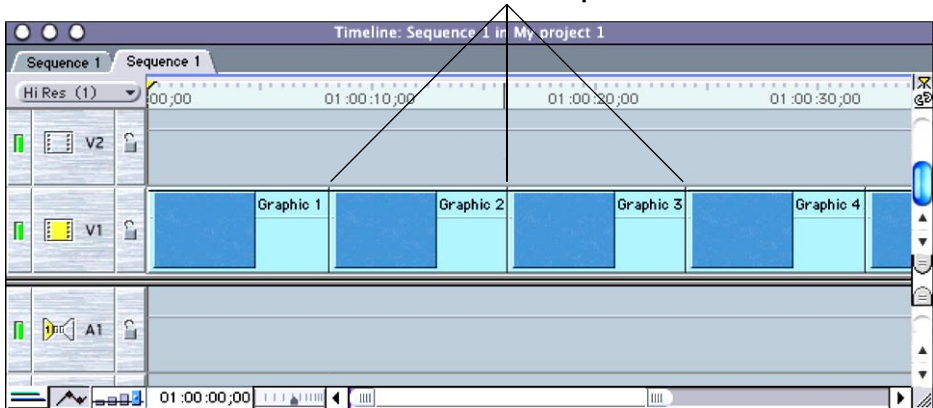 Timeline: Sequence 1 in My project 1
Sequence 1 Sequence 1
Hi Res (1) 00;00 01:00:10;00 01:00:20;00 01:00:30;00
V2
Graphic 1 Graphic 2 Graphic 3 Graphic 4
V1
1 A1
01:00:00;00